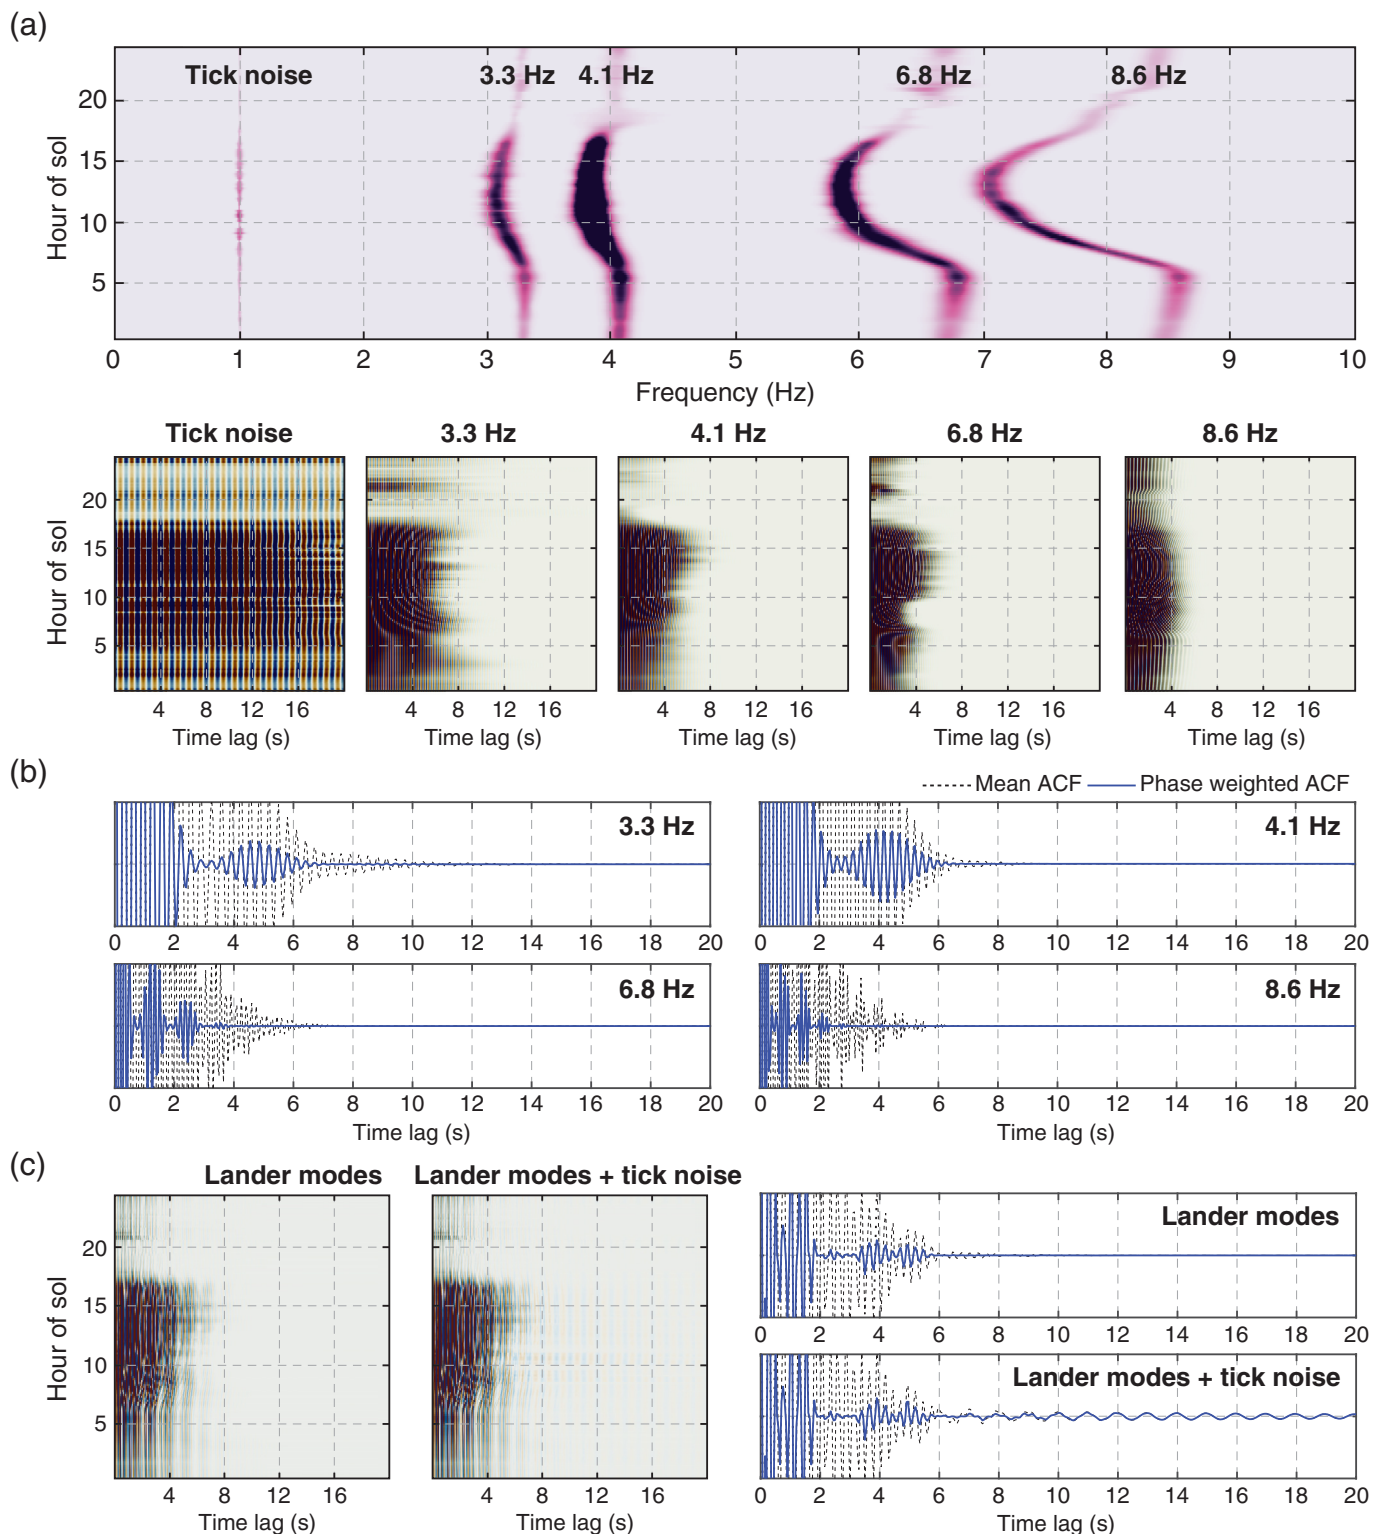 (a)
Tick noise 3.3 Hz 4.1 Hz 6.8 Hz 8.6 Hz
20
15
10
5
Hour of sol
0 1 2 3 4 5 6 7 8 9 10
Frequency (Hz)
Tick noise 3.3 Hz 4.1 Hz 6.8 Hz 8.6 Hz
20
15
10
5
Hour of sol
4 8 12 16 4 8 12 16 4 8 12 16 4 8 12 16 4 8 12 16
Time lag (s) Time lag (s) Time lag (s) Time lag (s) Time lag (s)
(b)
Mean ACF Phase weighted ACF
3.3 Hz 4.1 Hz
0 2 4 6 8 10 12 14 16 18 20 0 2 4 6 8 10 12 14 16 18 20
6.8 Hz 8.6 Hz
0 2 4 6 8 10 12 14 16 18 20 0 2 4 6 8 10 12 14 16 18 20
Time lag (s) Time lag (s)
(c)
Lander modes Lander modes + tick noise
20
15
10
5
Hour of sol
4 8 12 16 4 8 12 16
Time lag (s) Time lag (s)
Lander modes
0 2 4 6 8 10 12 14 16 18 20
Lander modes + tick noise
0 2 4 6 8 10 12 14 16 18 20
Time lag (s)